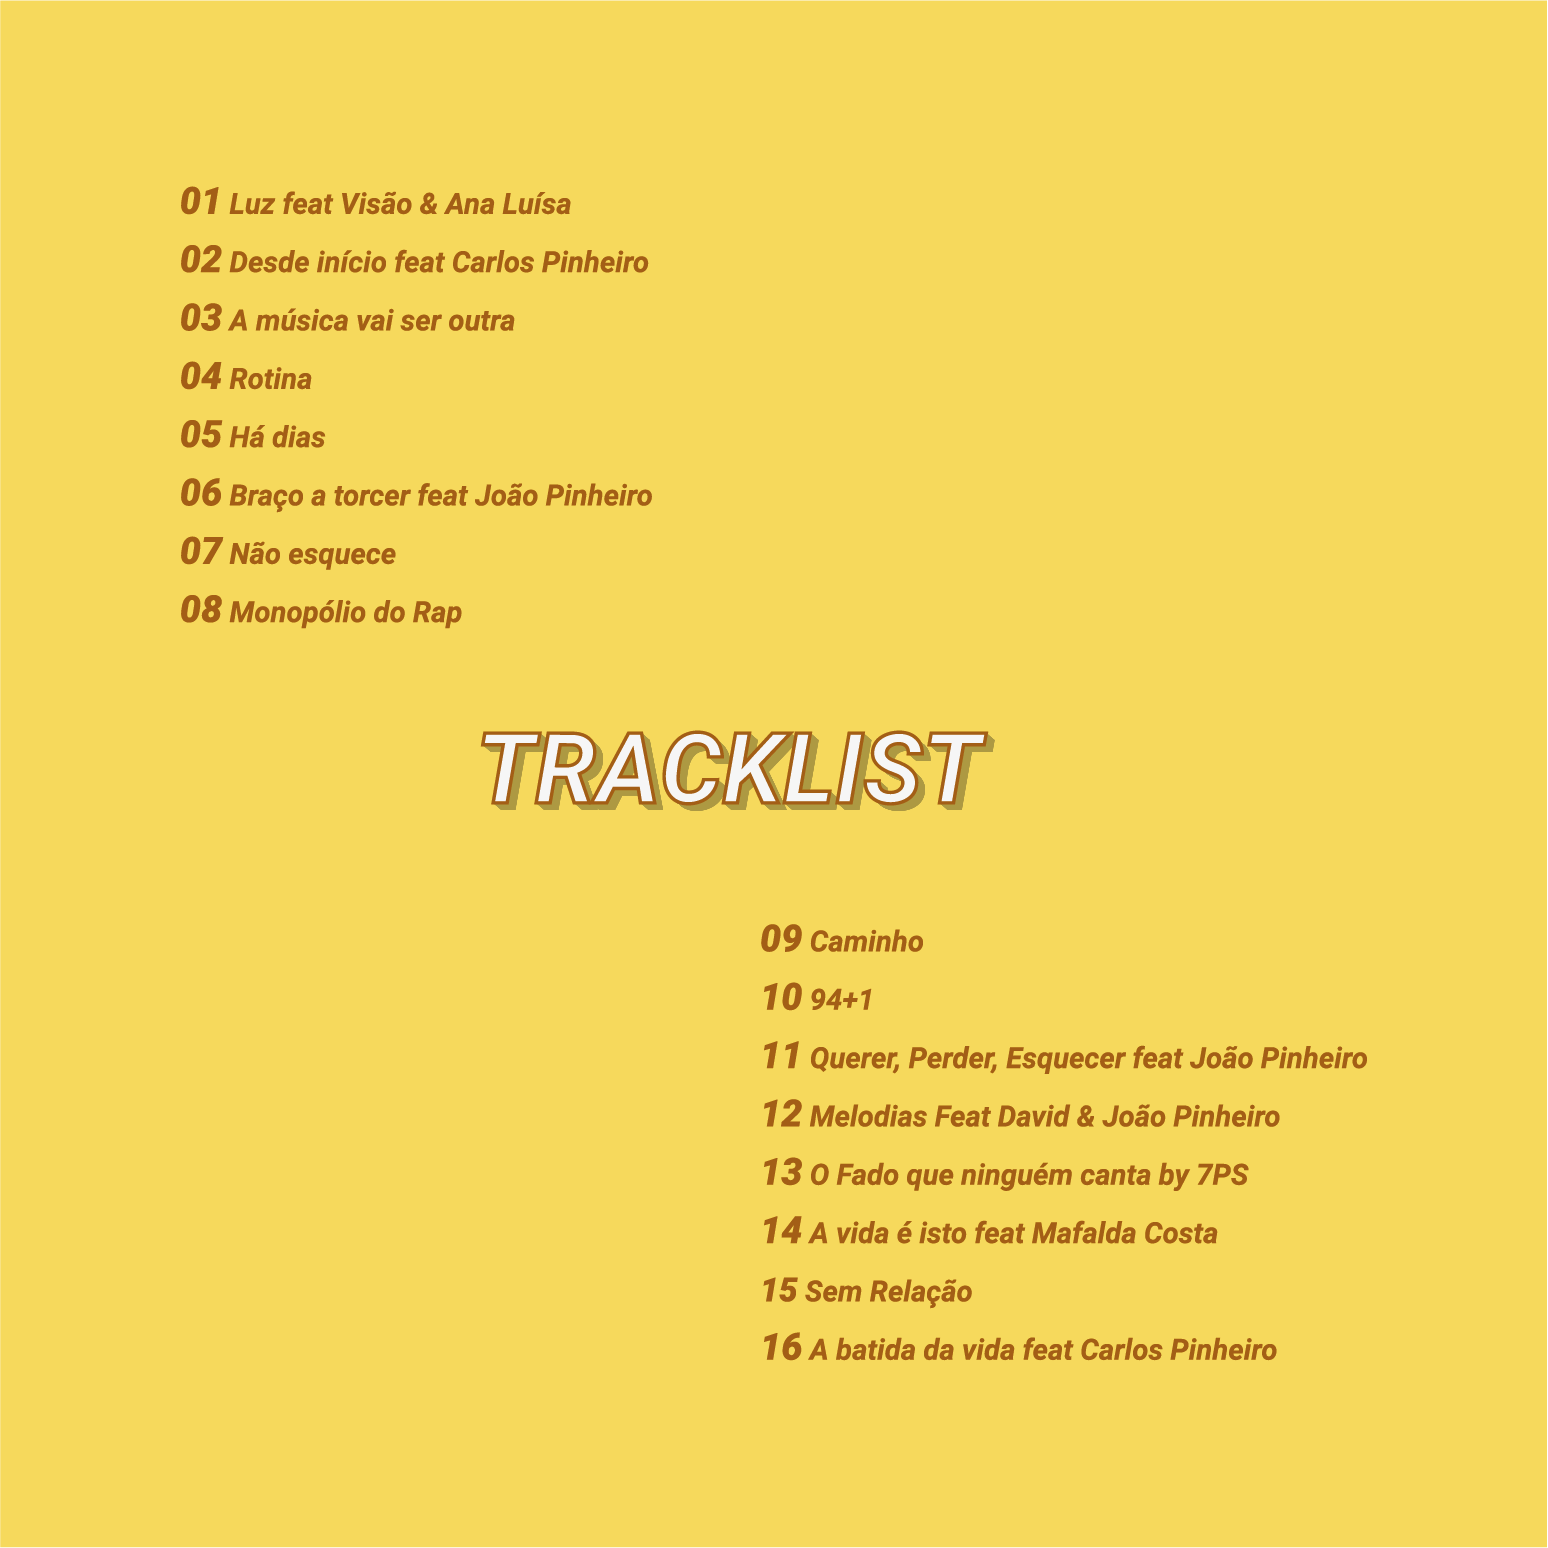 01 Luz feat Visão & Ana Luísa
02 Desde início feat Carlos Pinheiro
03 A música vai ser outra
04 Rotina
05 Há dias
06 Braço a torcer feat João Pinheiro
07 Não esquece
08 Monopólio do Rap
TRACKLIST
09 Caminho
10 94+1
11 Querer, Perder, Esquecer feat João Pinheiro
12 Melodias Feat David & João Pinheiro
13 O Fado que ninguém canta by 7PS
14 A vida é isto feat Mafalda Costa
15 Sem Relação
16 A batida da vida feat Carlos Pinheiro